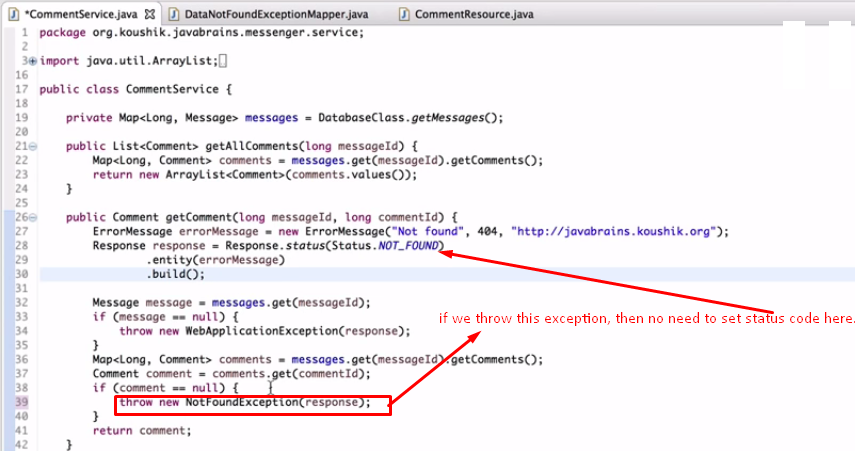 *CommentService.java DataNotFoundExceptionMapper.java CommentResource.java
1 package org.koushik.javabrains.messenger.service;
2
3 import java.util.ArrayList;
16
17 public class CommentService {
18
19 private Map<Long, Message> messages = DatabaseClass.getMessages();
20
21 public List<Comment> getAllComments(long messageId) {
22 Map<Long, Comment> comments = messages.get(messageId).getComments();
23 return new ArrayList<Comment>(comments.values());
24 }
25
26 public Comment getComment(long messageId, long commentId) {
27 ErrorMessage errorMessage = new ErrorMessage("Not found", 404, "http://javabrains.koushik.org");
28 Response response = Response.status(Status.NOT_FOUND)
29 .entity(errorMessage)
30 .build();
31
32 Message message = messages.get(messageId);
33 if (message == null) {
if we throw this exception, then no need to set status code here.
34 throw new WebApplicationException(response);
35 }
36 Map<Long, Comment> comments = messages.get(messageId).getComments();
37 Comment comment = comments.get(commentId);
38 if (comment == null) {
39 throw new NotFoundException(response);
40 }
41 return comment;
42 }